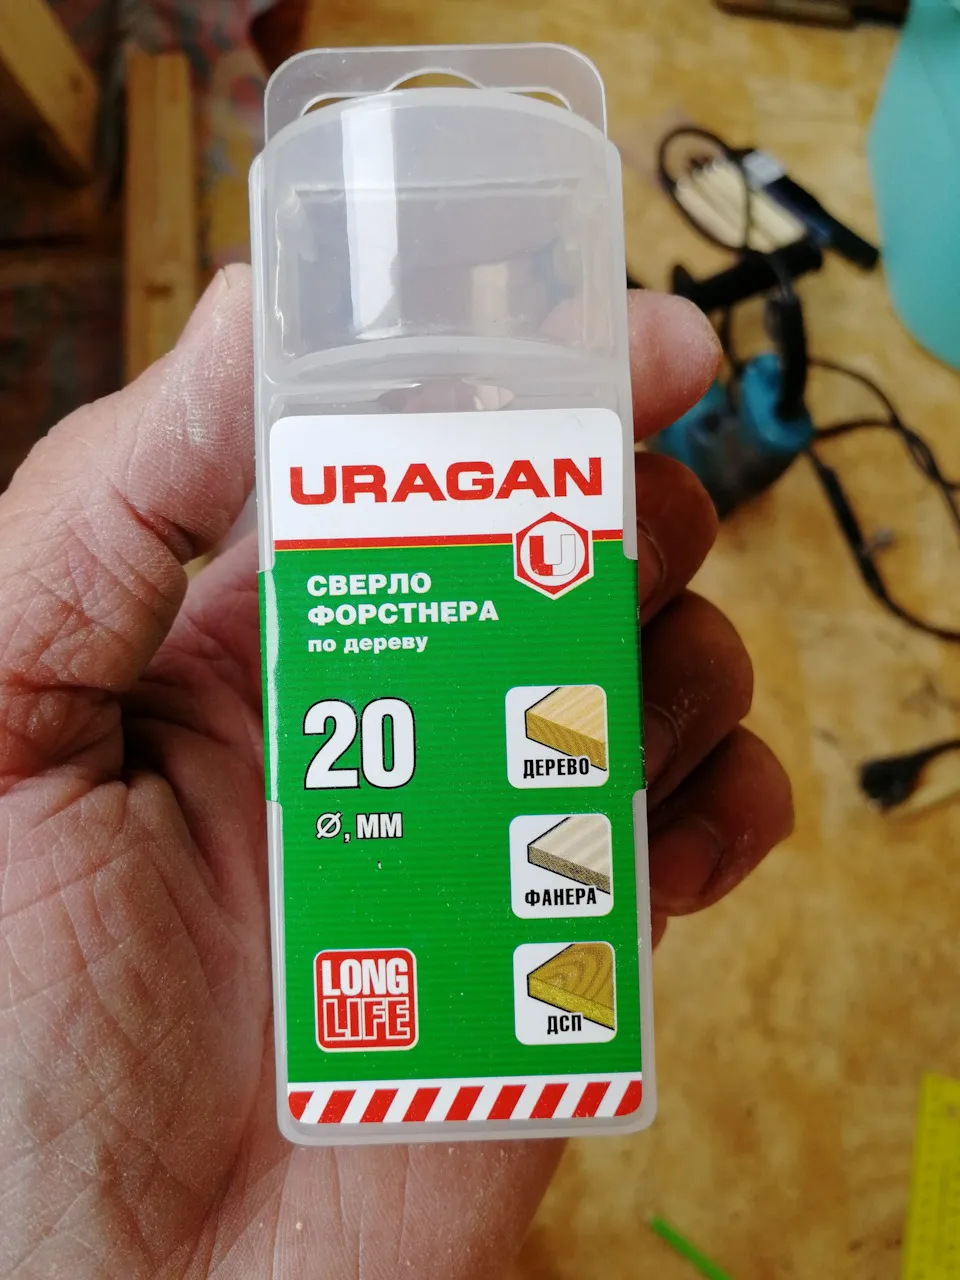 URAGAN
U
СВЕРЛО
ФОРСТНЕРА
по дереву
20
Ø, ММ
ДЕРЕВО
ФАНЕРА
ДСП
LONG
LIFE